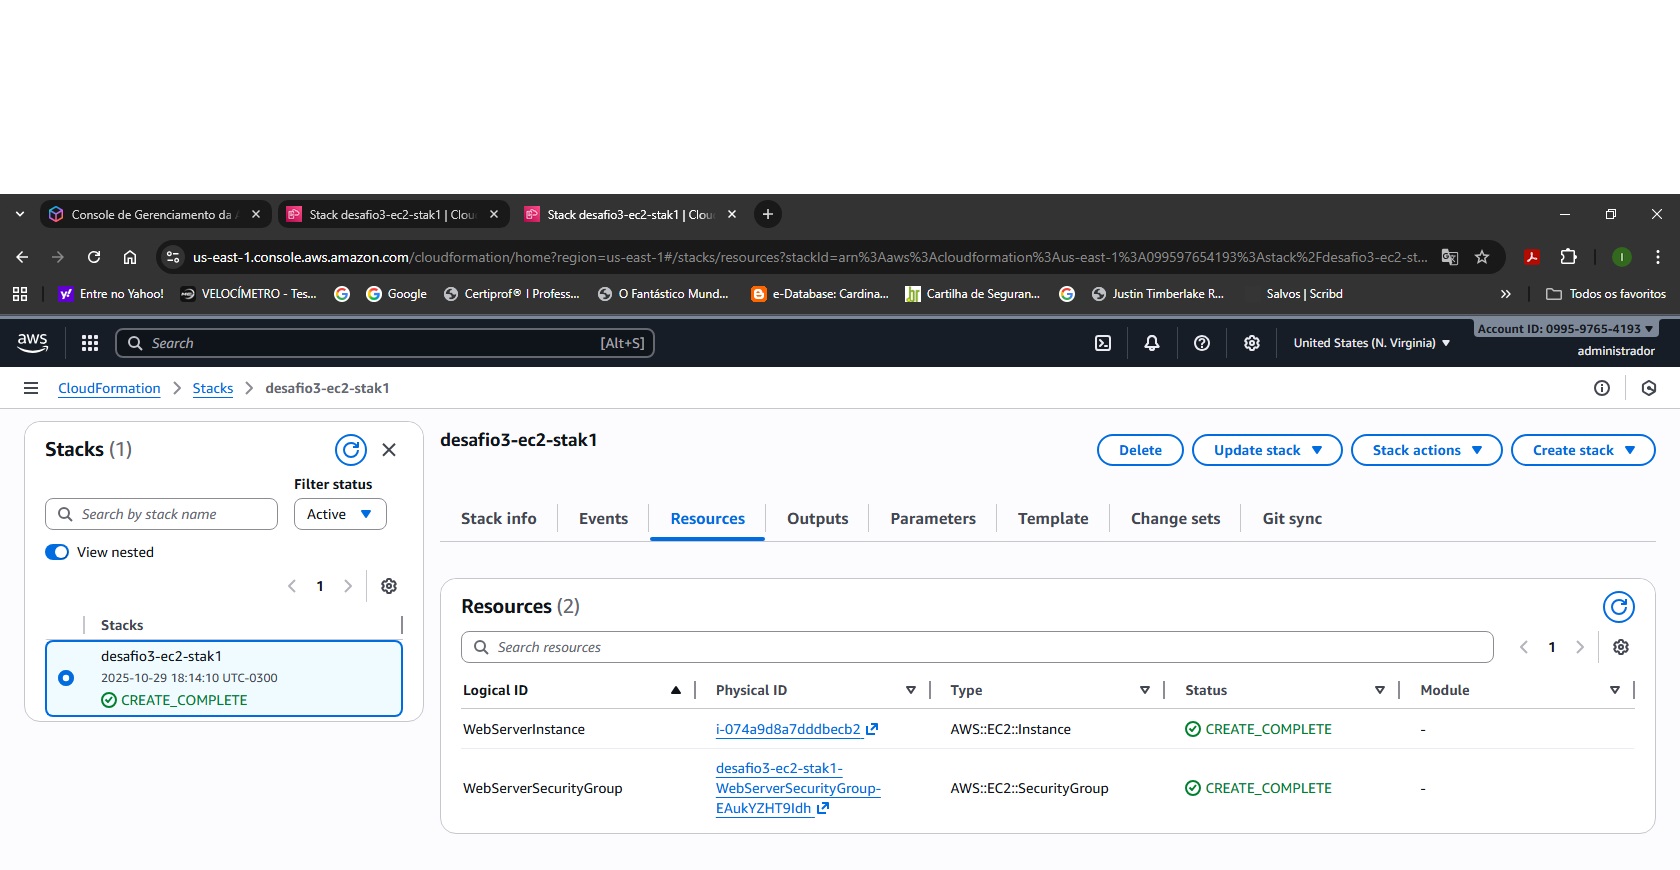 Console de Gerenciamento da
Stack desafio3-ec2-stak1 | Clou
Stack desafio3-ec2-stak1 | Clou
us-east-1.console.aws.amazon.com/cloudformation/home?region=us-east-1#/stacks/resources?stackId=arn%3Aaws%3Acloudformation%3Aus-east-1%3A099597654193%3Astack%2Fdesafio3-ec2-st...
I
Entre no Yahoo!
VELOCÍMETRO - Tes...
Google
Certiprof® I Profess...
O Fantástico Mund...
e-Database: Cardina...
Cartilha de Seguran...
Justin Timberlake R...
Salvos | Scribd
Todos os favoritos
aws
Search
[Alt+S]
United States (N. Virginia)
Account ID: 0995-9765-4193
administrador
CloudFormation
Stacks
desafio3-ec2-stak1
Stacks (1)
Filter status
Search by stack name
Active
View nested
1
Stacks
desafio3-ec2-stak1
2025-10-29 18:14:10 UTC-0300
CREATE_COMPLETE
desafio3-ec2-stak1
Delete
Update stack
Stack actions
Create stack
Stack info
Events
Resources
Outputs
Parameters
Template
Change sets
Git sync
Resources (2)
Search resources
1
Logical ID
Physical ID
Type
Status
Module
WebServerInstance
i-074a9d8a7dddbecb2
AWS::EC2::Instance
CREATE_COMPLETE
-
WebServerSecurityGroup
desafio3-ec2-stak1-
WebServerSecurityGroup-
EAukYZHT9Idh
AWS::EC2::SecurityGroup
CREATE_COMPLETE
-